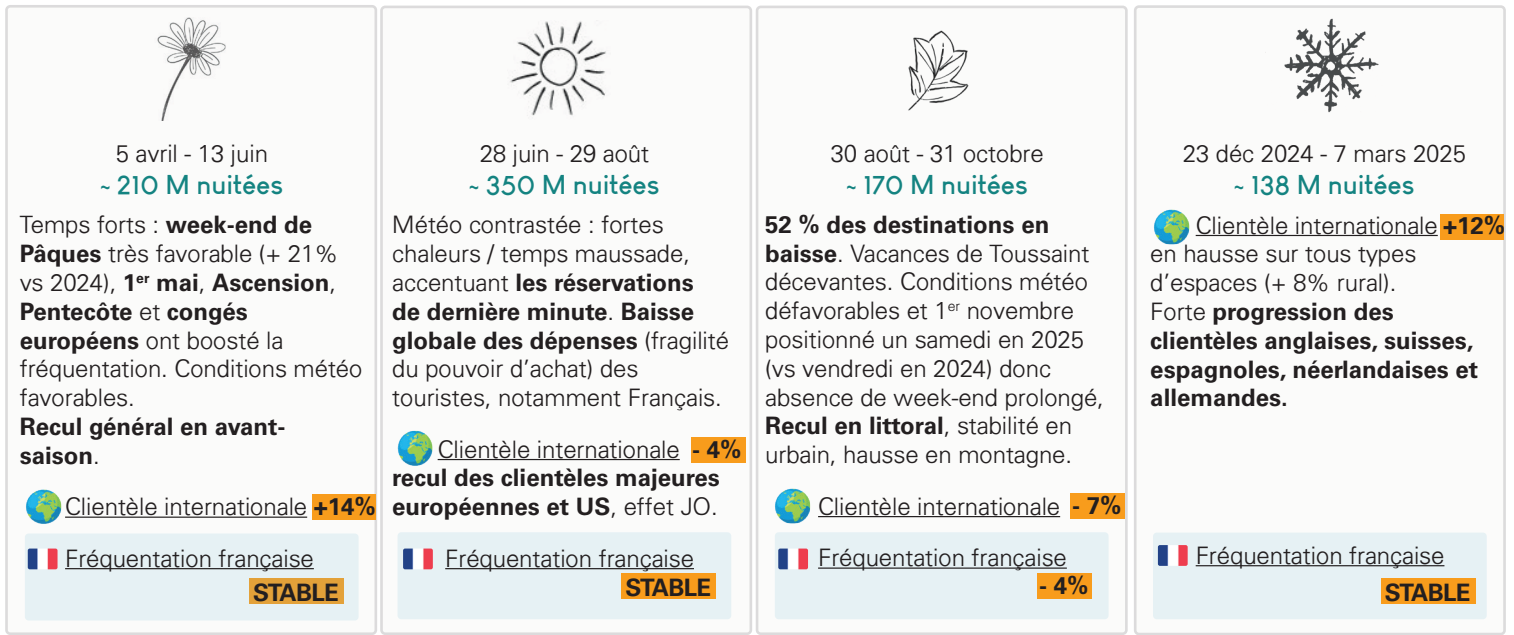 5 avril - 13 juin
~ 210 M nuitées
Temps forts : week-end de
Pâques très favorable (+ 21%
vs 2024), 1er mai, Ascension,
Pentecôte et congés
européens ont boosté la
fréquentation. Conditions météo
favorables.
Recul général en avant-
saison.
Clientèle internationale +14%
Fréquentation française
STABLE
28 juin - 29 août
~ 350 M nuitées
Météo contrastée : fortes
chaleurs / temps maussade,
accentuant les réservations
de dernière minute. Baisse
globale des dépenses (fragilité
du pouvoir d'achat) des
touristes, notamment Français.
Clientèle internationale - 4%
recul des clientèles majeures
européennes et US, effet JO.
Fréquentation française
STABLE
30 août - 31 octobre
~ 170 M nuitées
52 % des destinations en
baisse. Vacances de Toussaint
décevantes. Conditions météo
défavorables et 1er novembre
positionné un samedi en 2025
(vs vendredi en 2024) donc
absence de week-end prolongé,
Recul en littoral, stabilité en
urbain, hausse en montagne.
Clientèle internationale - 7%
Fréquentation française
- 4%
23 déc 2024 - 7 mars 2025
~ 138 M nuitées
Clientèle internationale +12%
en hausse sur tous types
d'espaces (+ 8% rural).
Forte progression des
clientèles anglaises, suisses,
espagnoles, néerlandaises et
allemandes.
Fréquentation française
STABLE